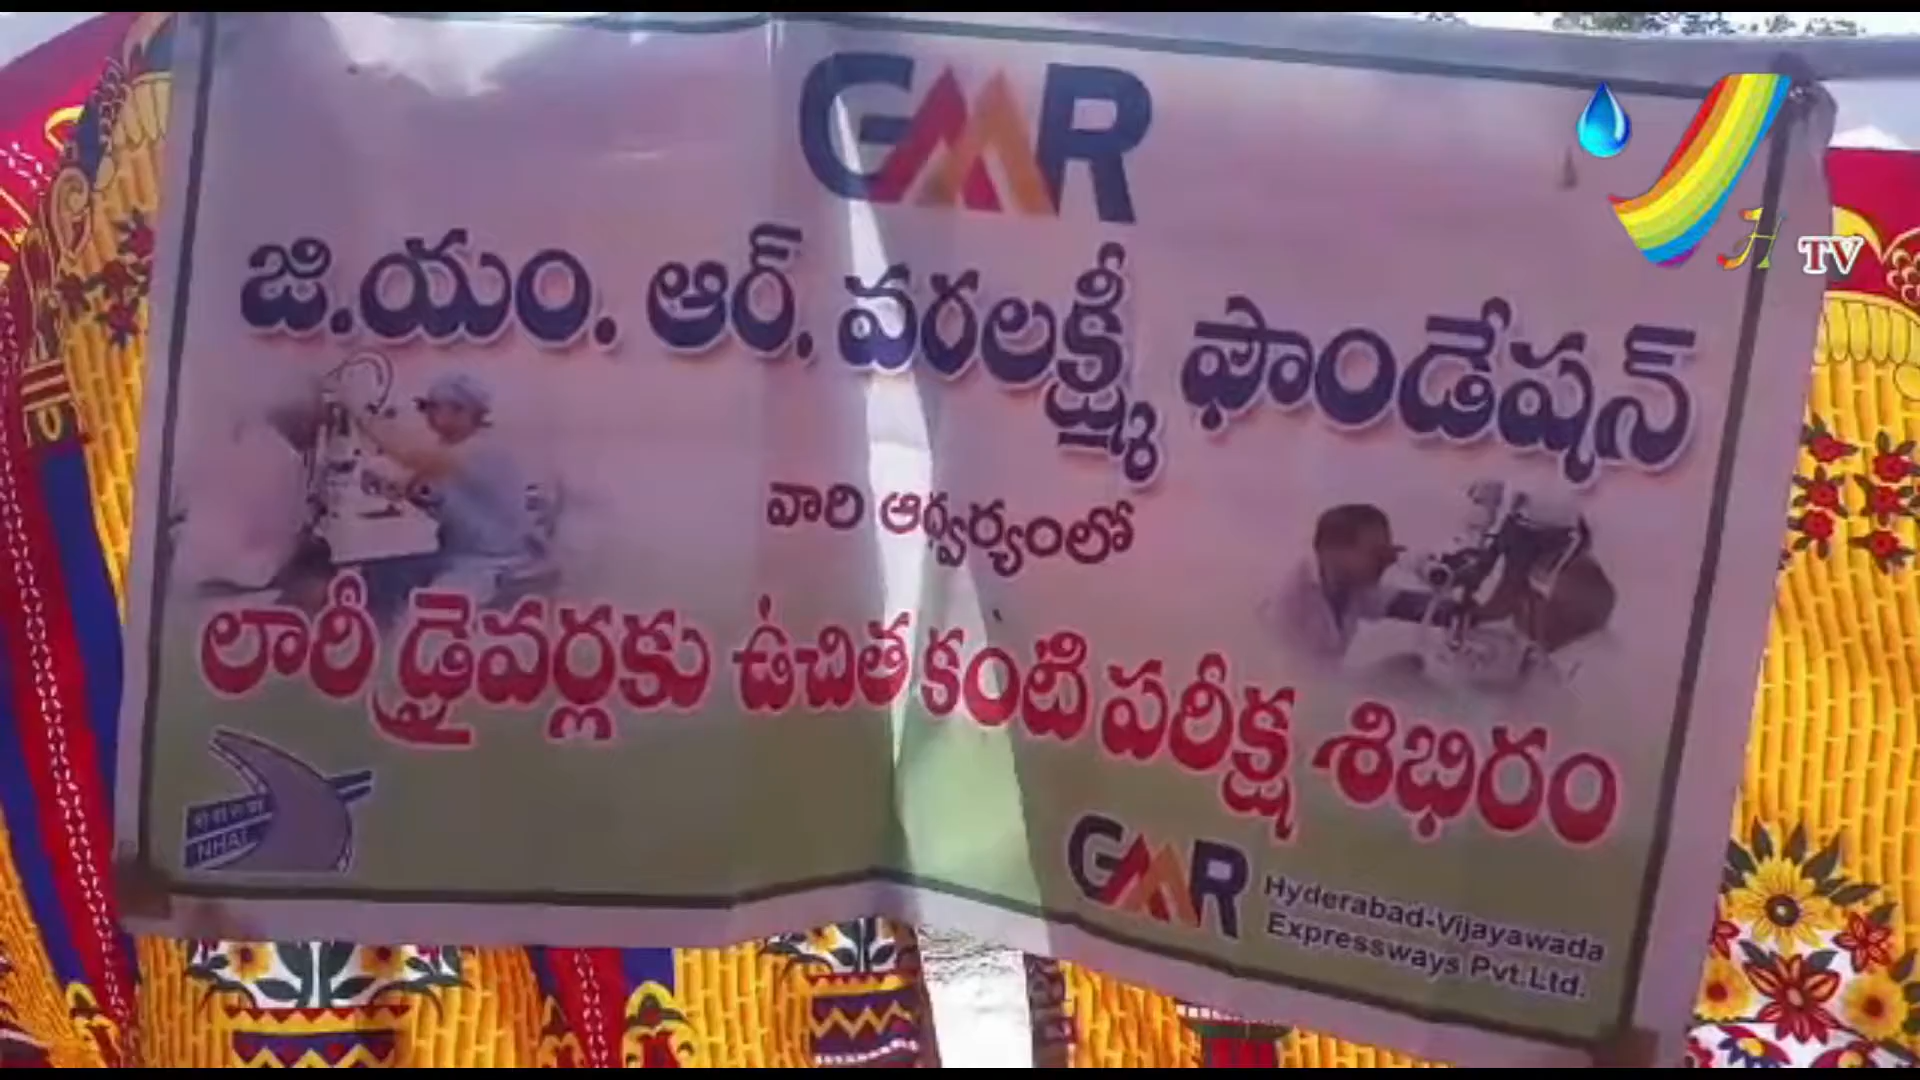 GMR
H TV
జి.యం. ఆర్. వరలక్ష్మీ ఫౌండేషన్
వారి ఆధ్వర్యంలో
లారీ డ్రైవర్లకు ఉచిత కంటి పరీక్ష శిభిరం
NHAI
GMR
Hyderabad-Vijayawada
Expressways Pvt.Ltd.